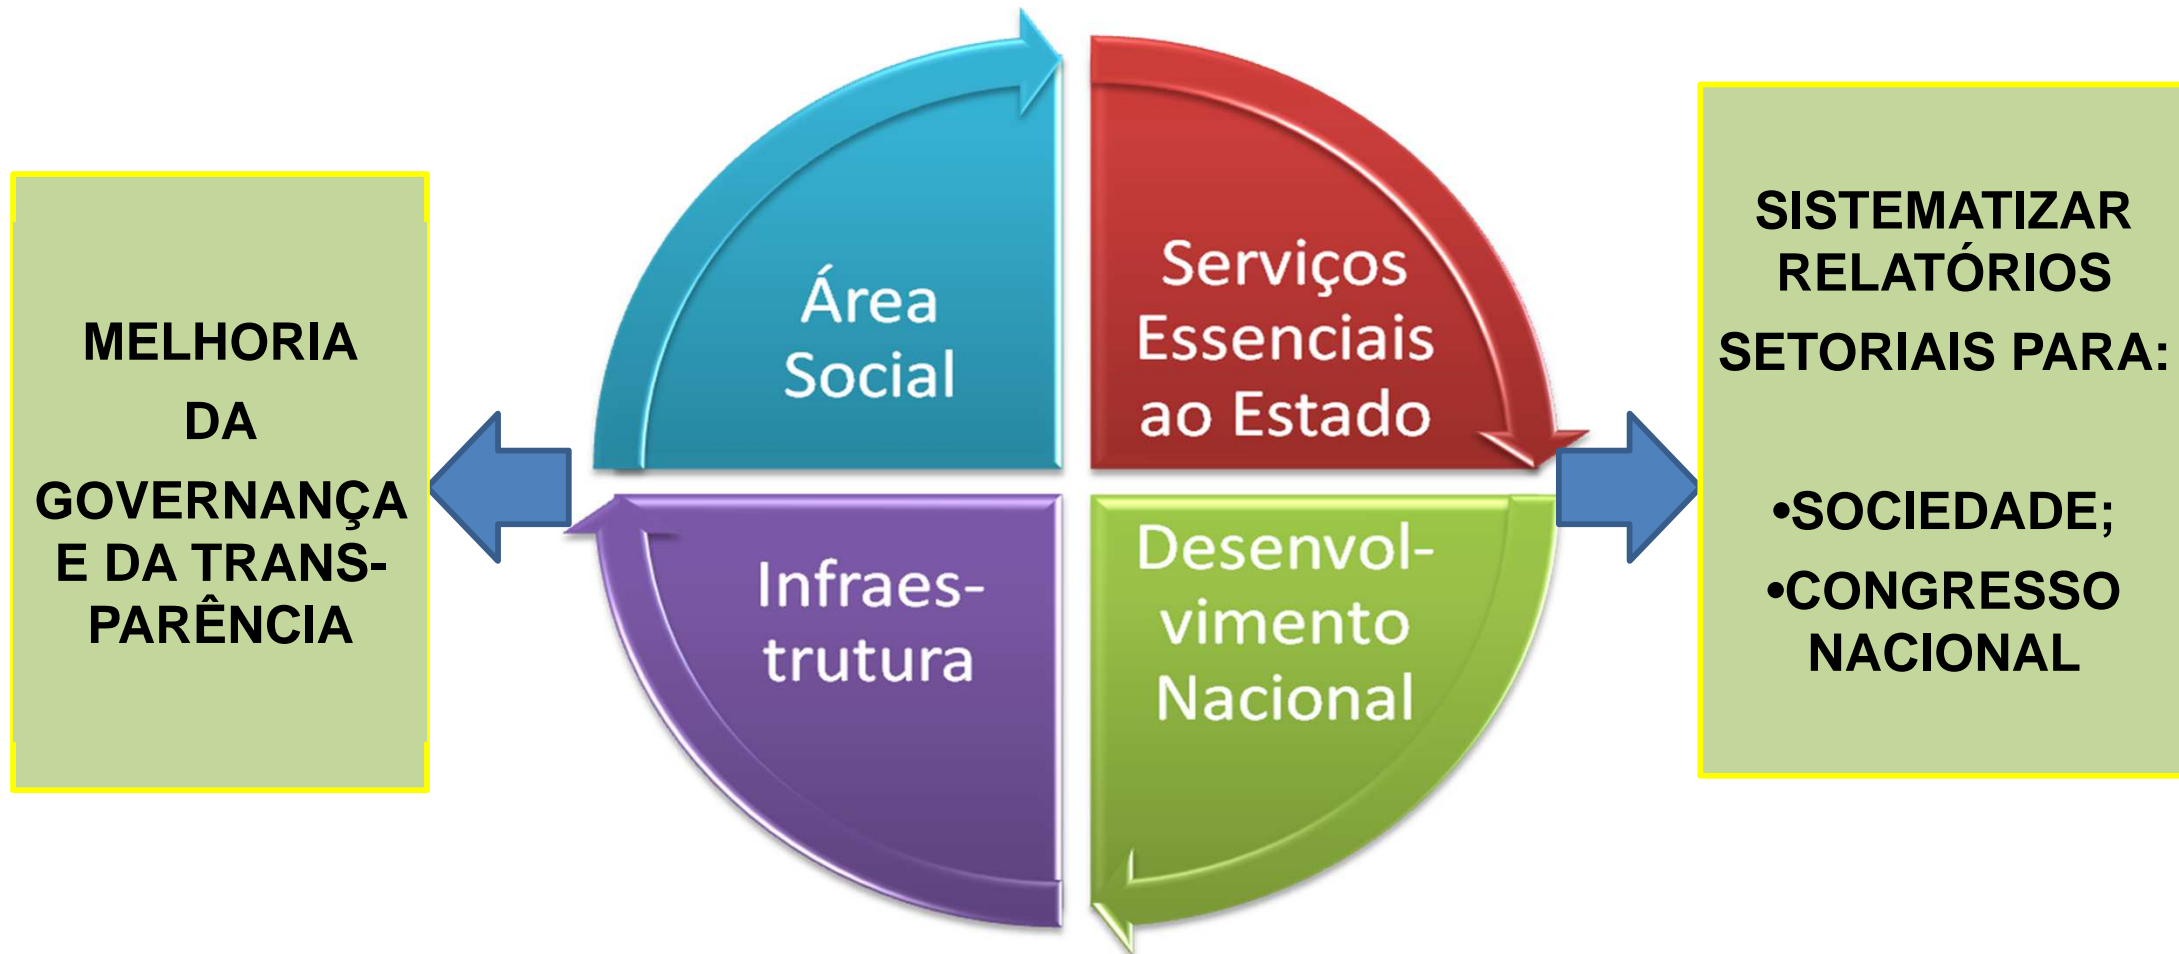 MELHORIA
DA
GOVERNANÇA
E DA TRANS-
PARÊNCIA
Área
Social
Serviços
Essenciais
ao Estado
Infraes-
trutura
Desenvol-
vimento
Nacional
SISTEMATIZAR
RELATÓRIOS
SETORIAIS PARA:
•SOCIEDADE;
•CONGRESSO
NACIONAL